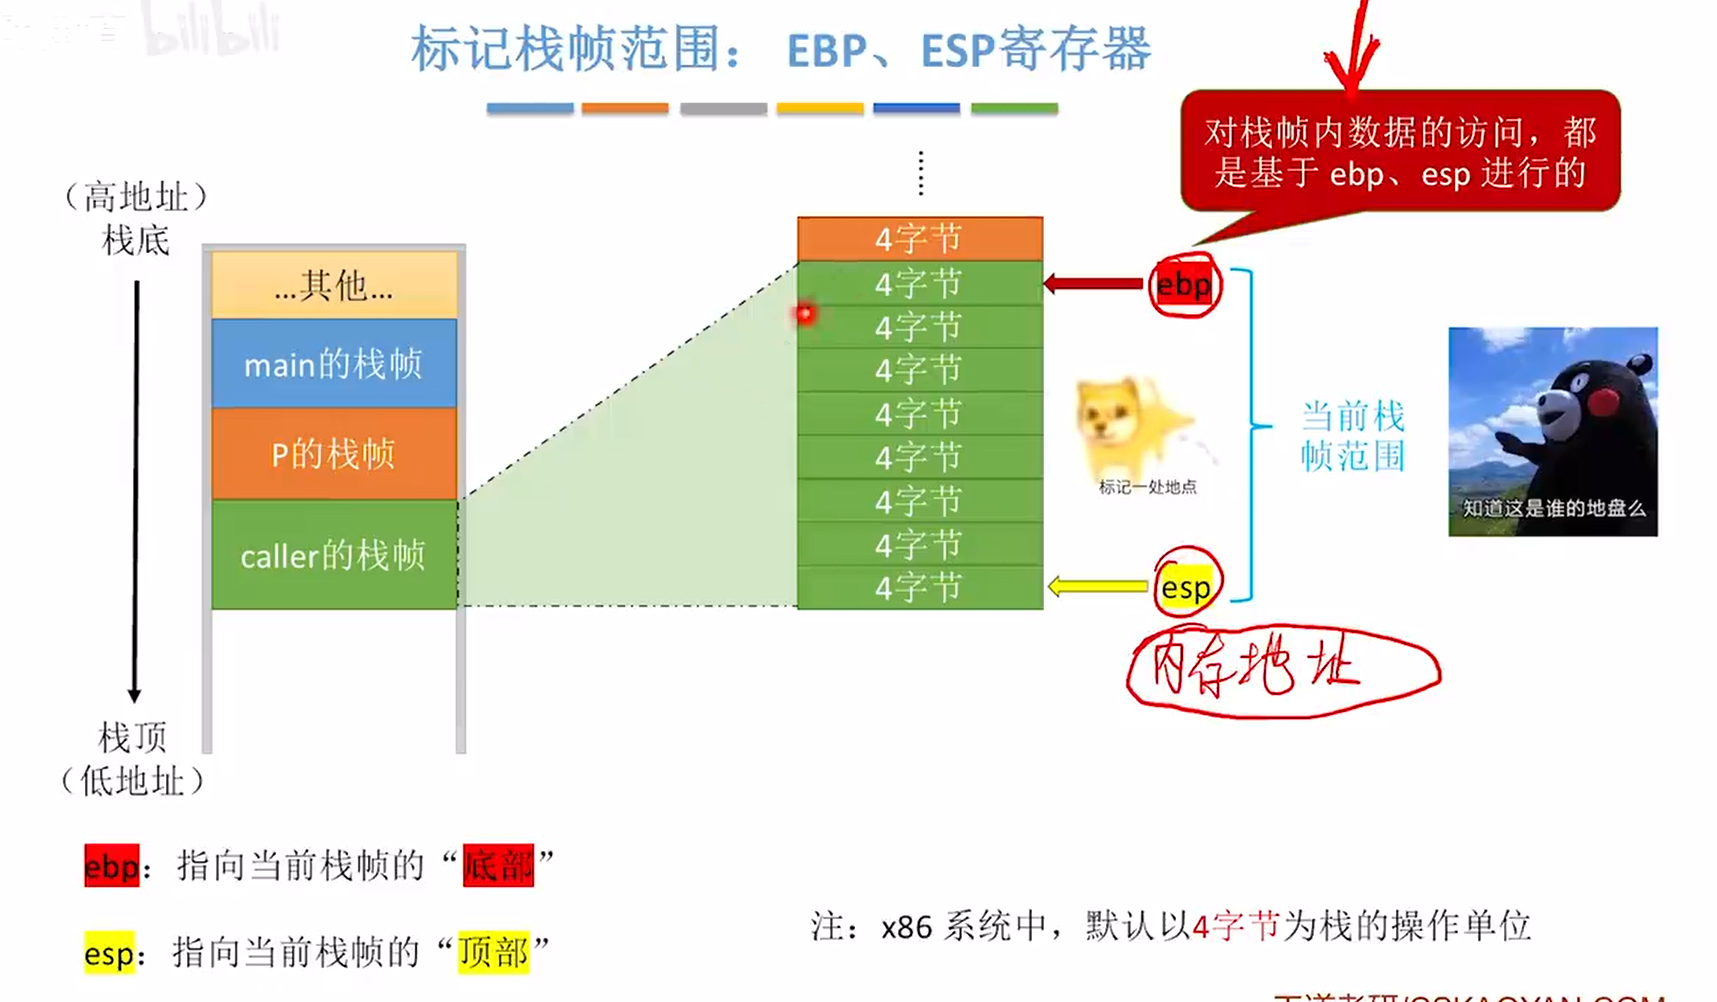 bilibili
标记栈帧范围： EBP、ESP寄存器
对栈帧内数据的访问，都
是基于 ebp、esp 进行的
（高地址）
栈底
...其他...
main的栈帧
P的栈帧
caller的栈帧
栈顶
（低地址）
4字节
4字节
4字节
4字节
4字节
4字节
4字节
4字节
4字节
ebp
标记一处地点
esp
当前栈
帧范围
知道这是谁的地盘么
内存地址
ebp：指向当前栈帧的“底部”
esp：指向当前栈帧的“顶部”
注：x86 系统中，默认以4字节为栈的操作单位
王道考研/CSKAOYAN.COM